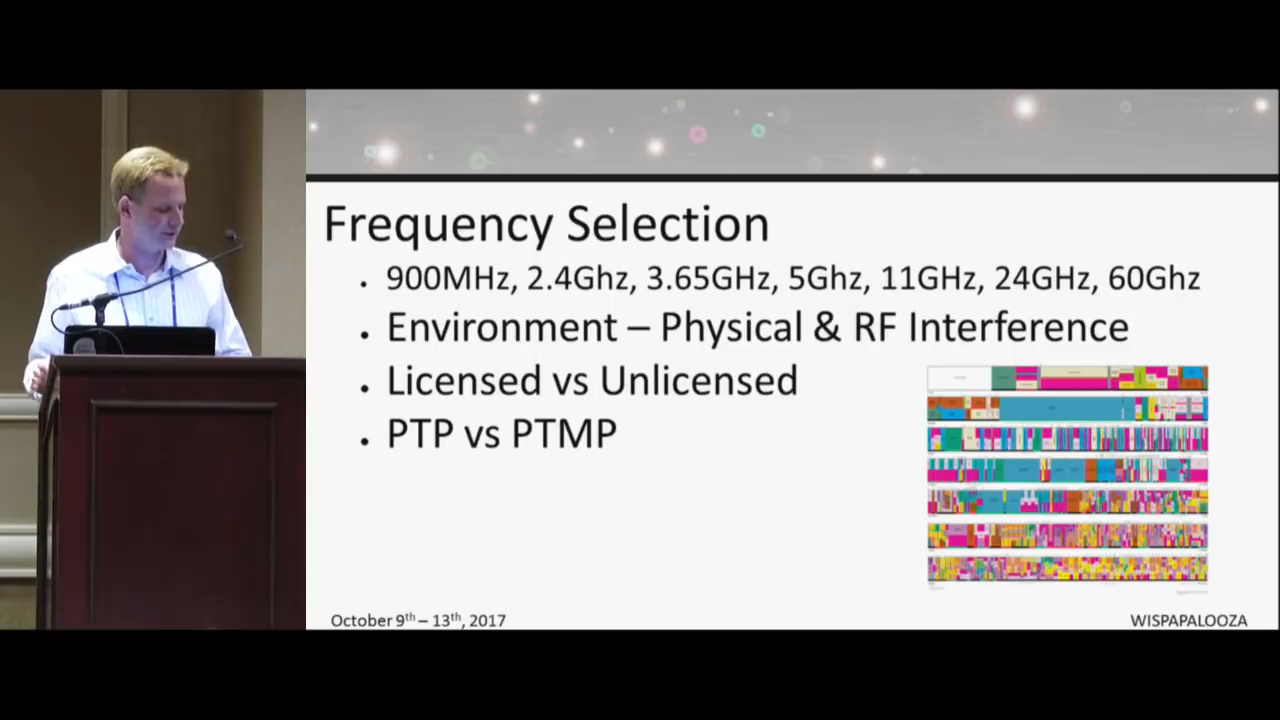 Frequency Selection
900MHz, 2.4Ghz, 3.65GHz, 5Ghz, 11GHz, 24GHz, 60Ghz
Environment – Physical & RF Interference
Licensed vs Unlicensed
PTP vs PTMP
October 9th – 13th, 2017
WISPAPALOOZA